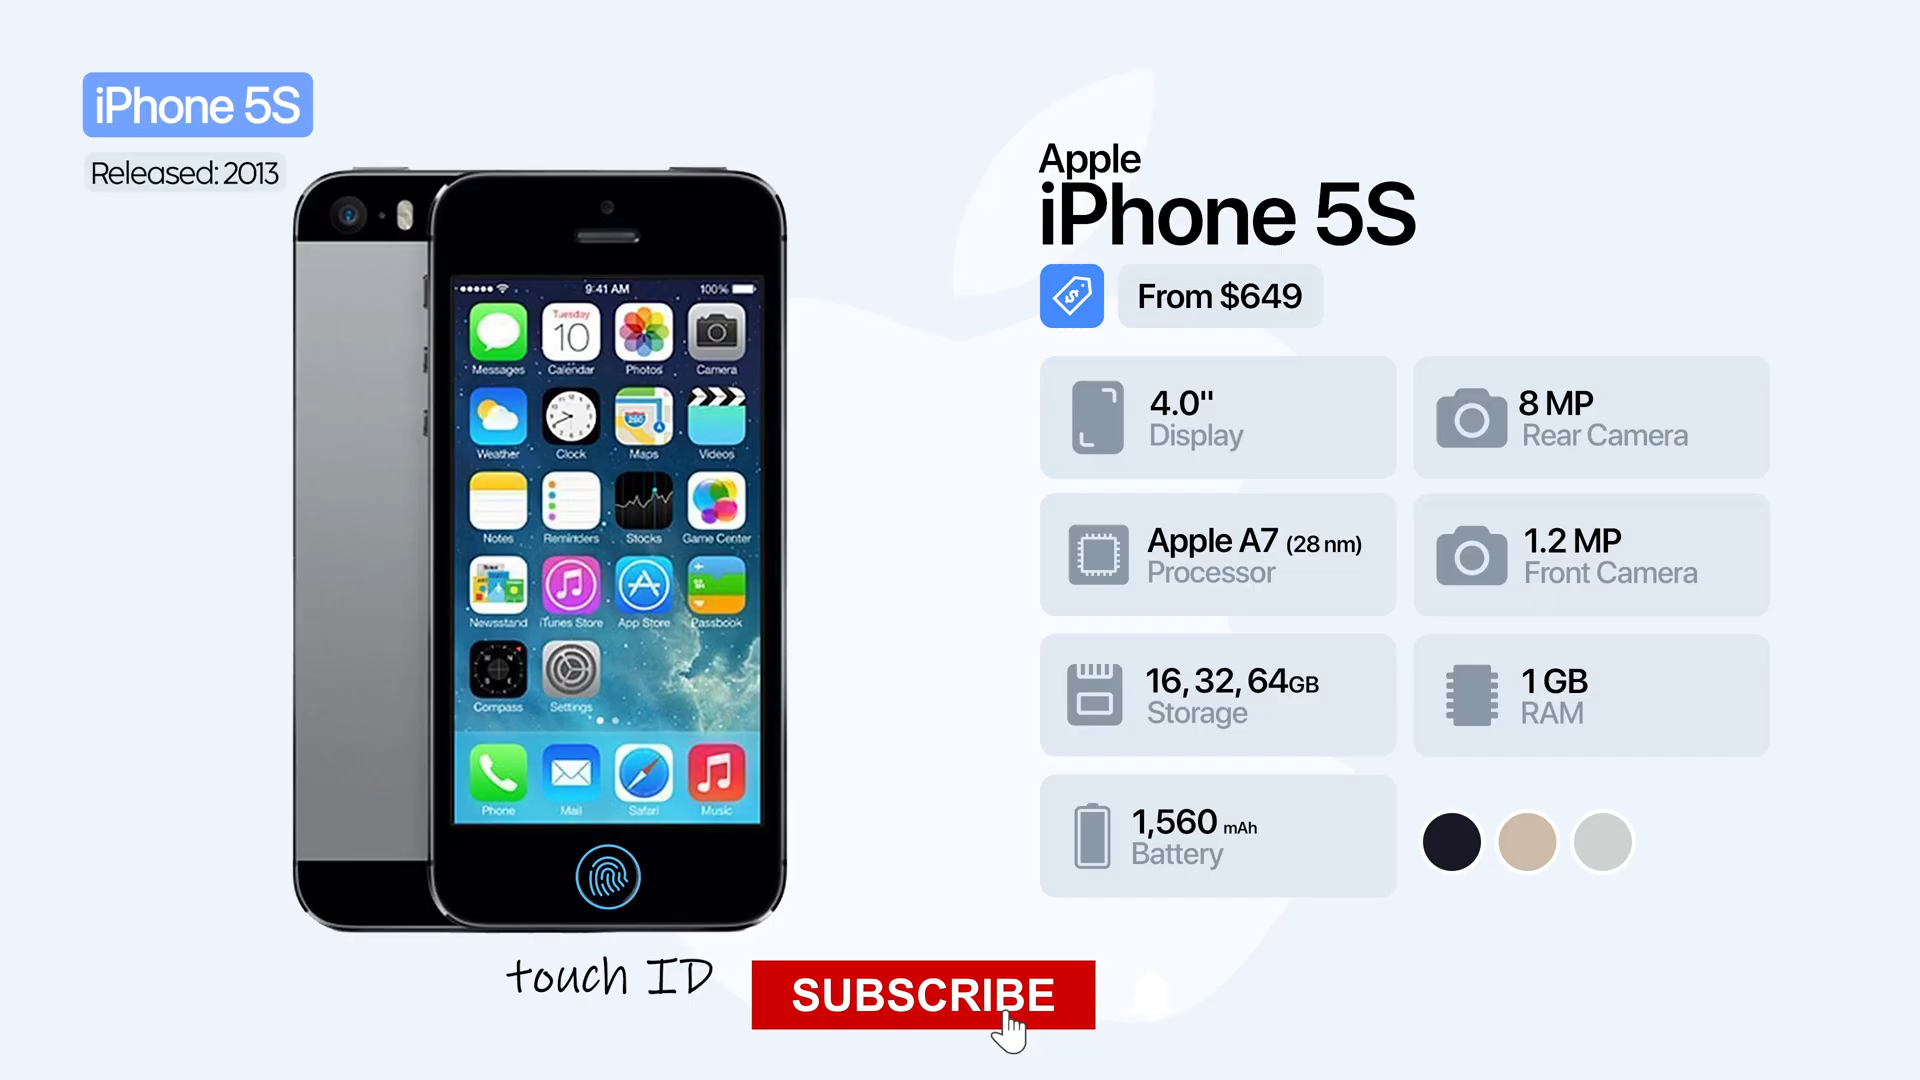 iPhone 5S
Released: 2013
9:41 AM
100%
Tuesday
10
Messages Calendar Photos Camera
280
Weather Clock Maps Videos
Notes Reminders Stocks Game Center
Newsstand iTunes Store App Store Passbook
Compass Settings
Phone Mail Safari Music
touch ID
Apple
iPhone 5S
From $649
4.0"
Display
8 MP
Rear Camera
Apple A7 (28 nm)
Processor
1.2 MP
Front Camera
16, 32, 64GB
Storage
1 GB
RAM
1,560 mAh
Battery
SUBSCRIBE